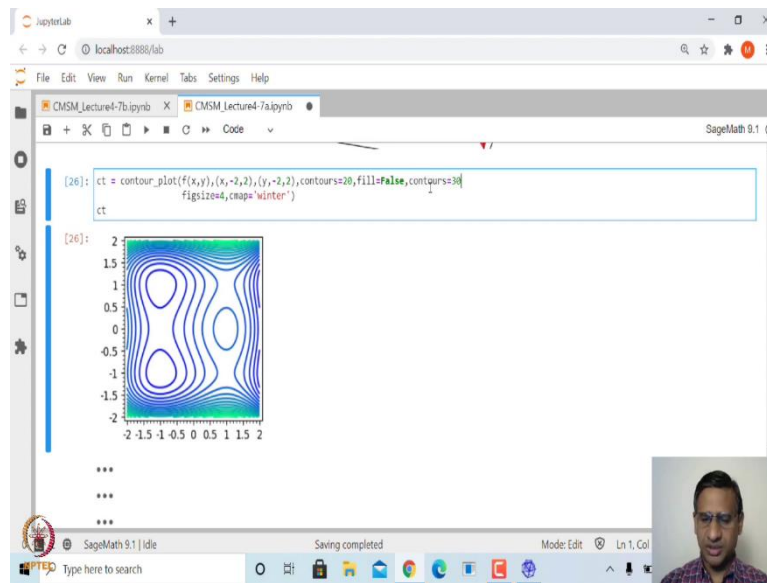 JupyterLab
localhost:8888/lab
File Edit View Run Kernel Tabs Settings Help
CMSM_Lecture4-7b.ipynb
CMSM_Lecture4-7a.ipynb
Code
SageMath 9.1
[26]: ct = contour_plot(f(x,y),(x,-2,2),(y,-2,2),contours=20,fill=False,contours=30
figsize=4,cmap='winter')
ct
[26]:
2
1.5
1
0.5
0
-0.5
-1
-1.5
-2
-2 -1.5 -1 -0.5 0 0.5 1 1.5 2
SageMath 9.1 | Idle
Saving completed
Mode: Edit
Ln 1, Col
NPTEL
Type here to search